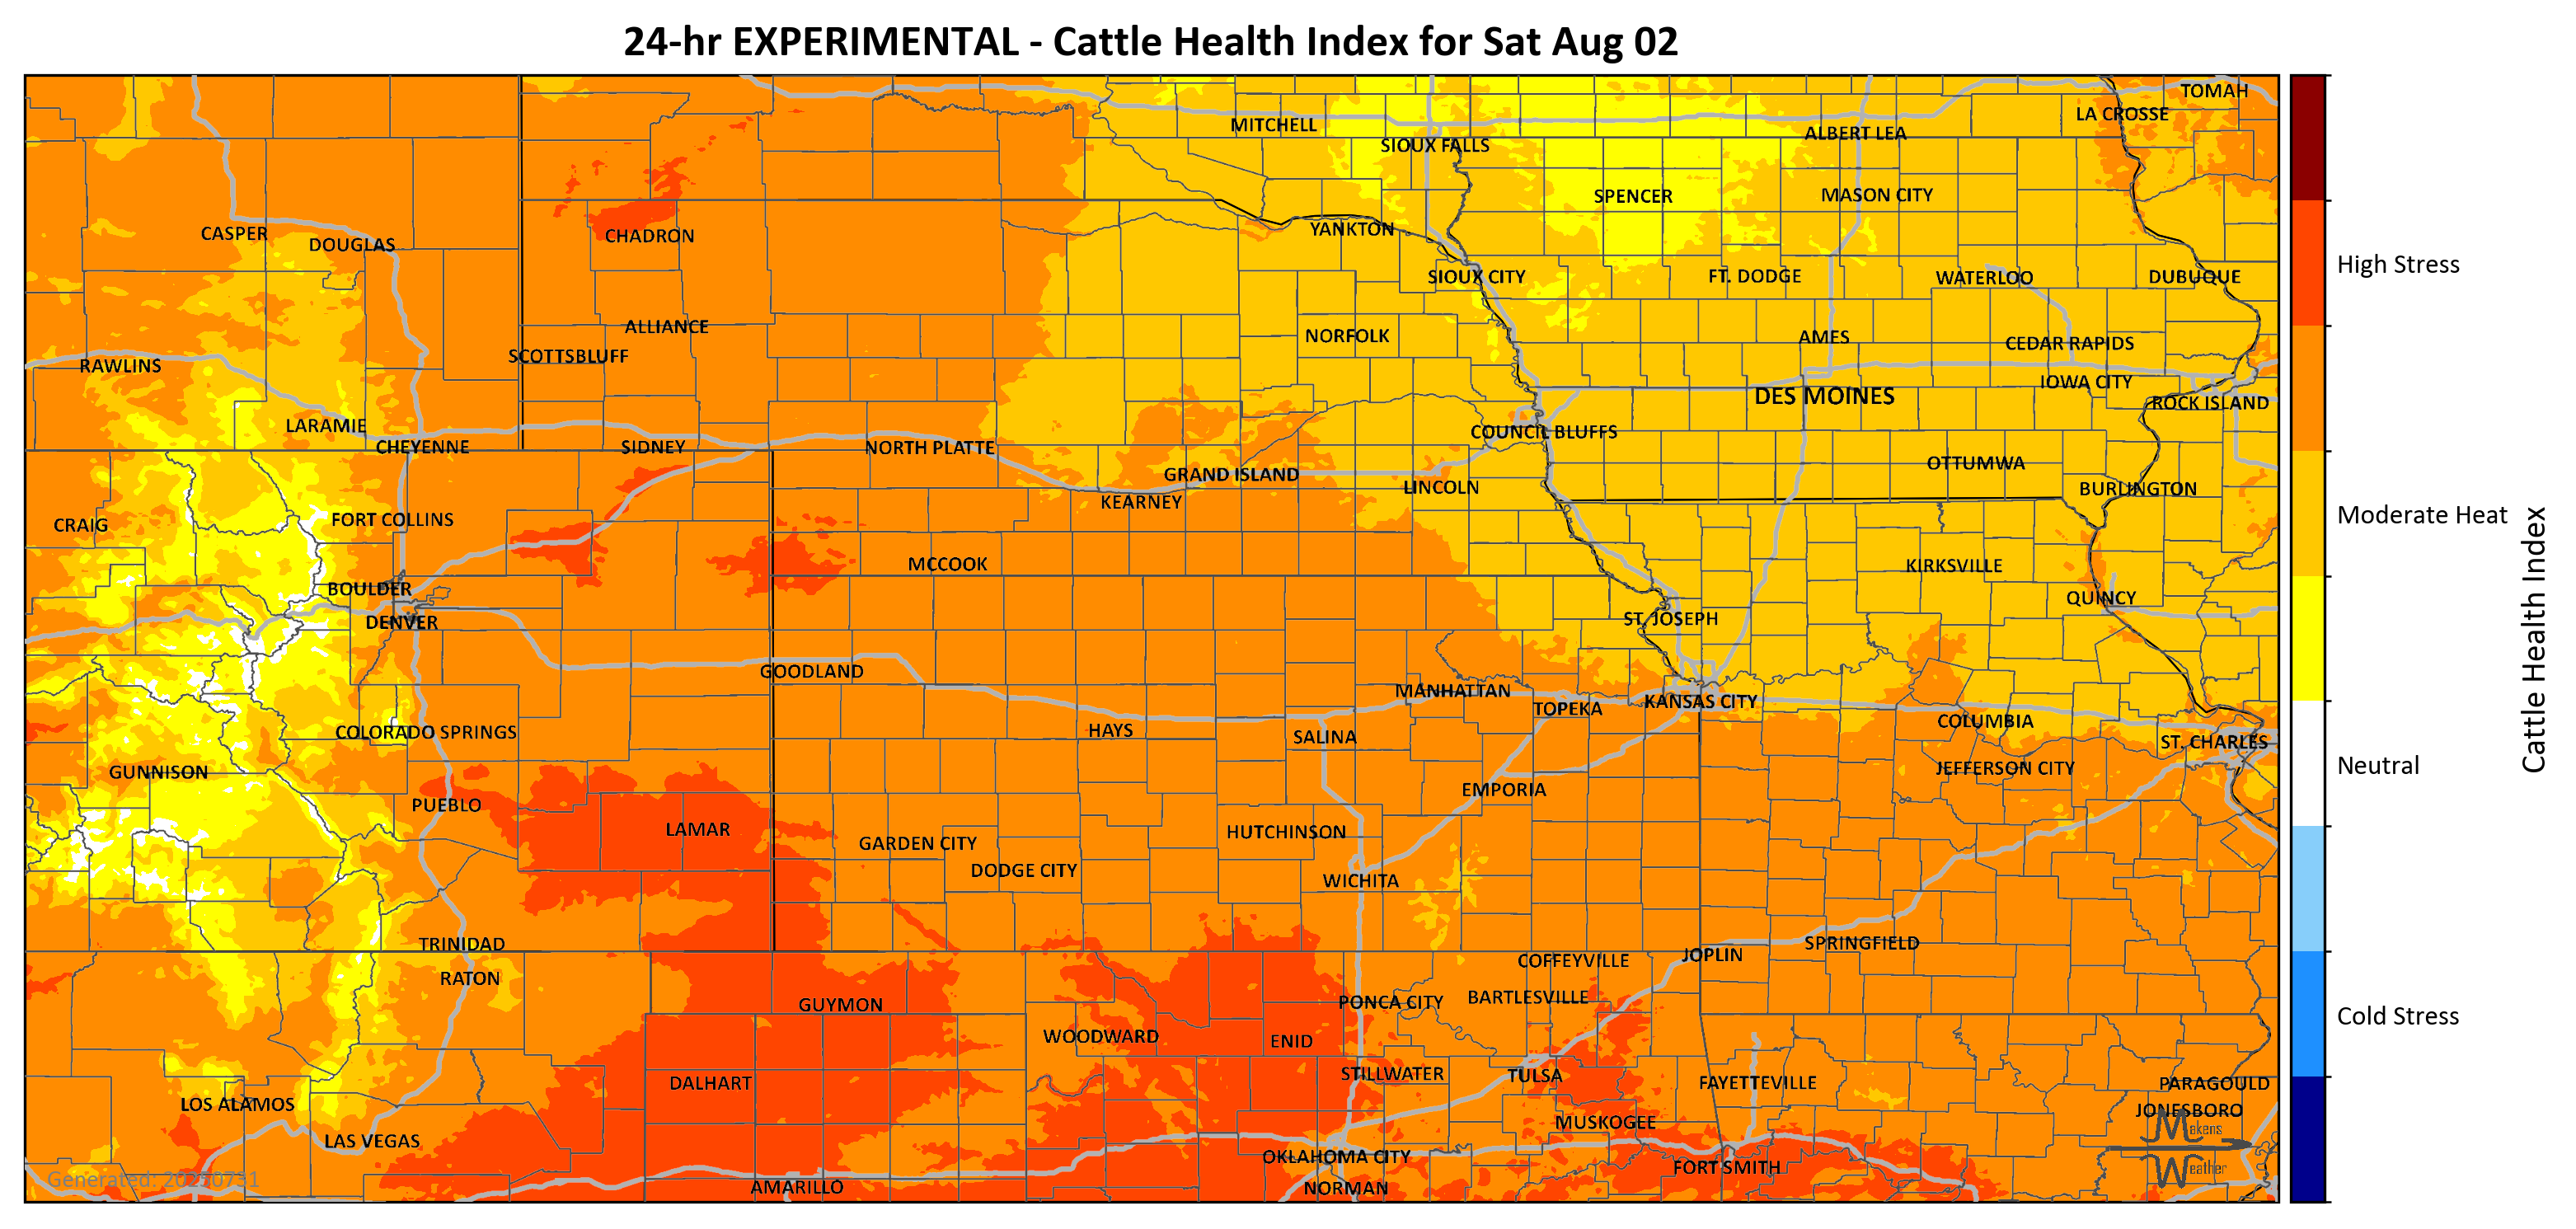 24-hr EXPERIMENTAL - Cattle Health Index for Sat Aug 02
TOMAH
LA CROSSE
MITCHELL
ALBERT LEA
SIOUX FALLS
SPENCER
MASON CITY
CASPER
DOUGLAS
CHADRON
YANKTON
SIOUX CITY
FT. DODGE
WATERLOO
DUBUQUE
High Stress
ALLIANCE
NORFOLK
AMES
CEDAR RAPIDS
SCOTTSBLUFF
RAWLINS
IOWA CITY
DES MOINES
ROCK ISLAND
LARAMIE
CHEYENNE
SIDNEY
NORTH PLATTE
COUNCIL BLUFFS
GRAND ISLAND
OTTUMWA
LINCOLN
BURLINGTON
KEARNEY
CRAIG
FORT COLLINS
Moderate Heat
MCCOOK
KIRKSVILLE
BOULDER
QUINCY
DENVER
ST. JOSEPH
Cattle Health Index
GOODLAND
MANHATTAN
TOPEKA
KANSAS CITY
COLORADO SPRINGS
HAYS
SALINA
COLUMBIA
ST. CHARLES
GUNNISON
JEFFERSON CITY
Neutral
PUEBLO
EMPORIA
LAMAR
HUTCHINSON
GARDEN CITY
DODGE CITY
WICHITA
TRINIDAD
SPRINGFIELD
JOPLIN
COFFEYVILLE
RATON
GUYMON
PONCA CITY
BARTLESVILLE
Cold Stress
WOODWARD
ENID
DALHART
STILLWATER
TULSA
FAYETTEVILLE
PARAGOULD
LOS ALAMOS
JONESBORO
MUSKOGEE
Makens
LAS VEGAS
OKLAHOMA CITY
FORT SMITH
Weather
Generated: 20250731
AMARILLO
NORMAN